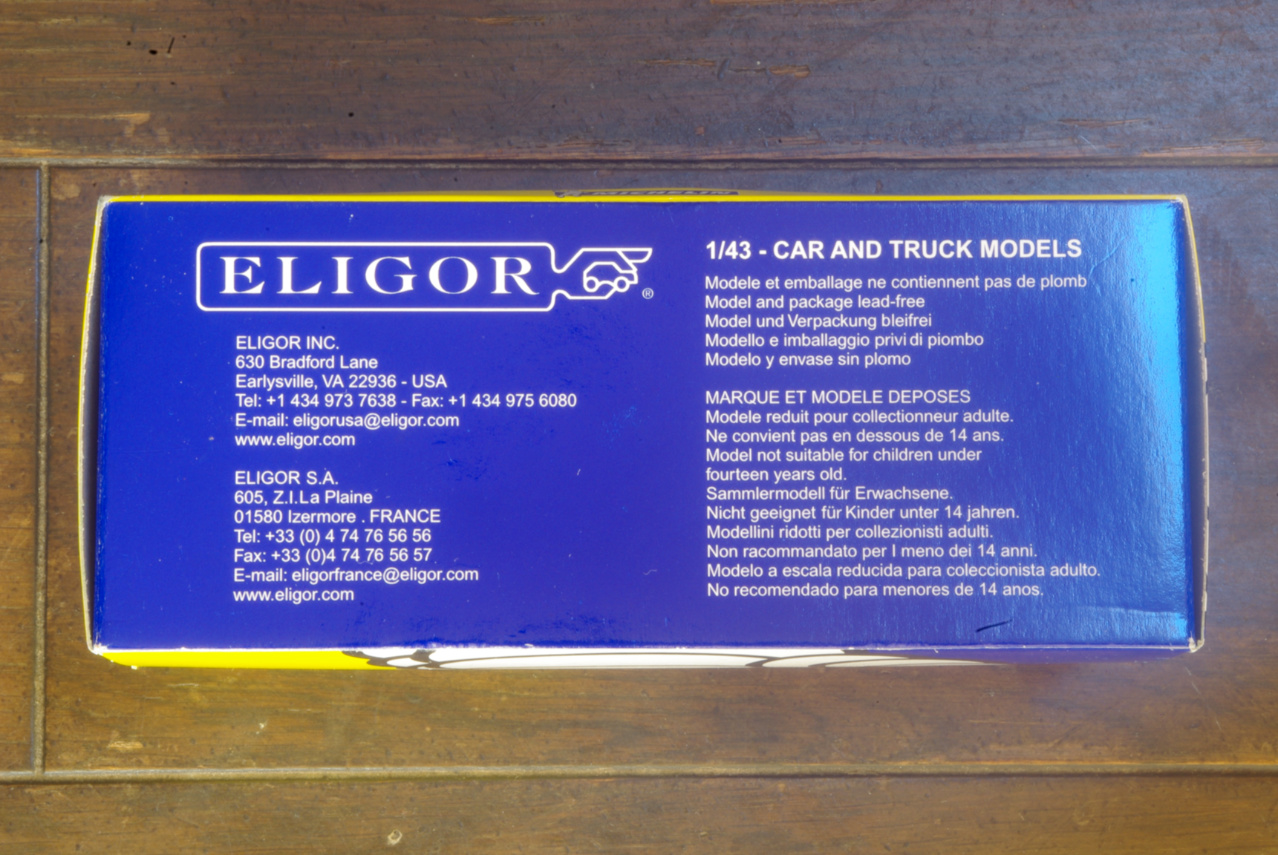 MICHELIN
ELIGOR ®
ELIGOR INC.
630 Bradford Lane
Earlysville, VA 22936 - USA
Tel: +1 434 973 7638 - Fax: +1 434 975 6080
E-mail: eligorusa@eligor.com
www.eligor.com
ELIGOR S.A.
605, Z.I.La Plaine
01580 Izermore . FRANCE
Tel: +33 (0) 4 74 76 56 56
Fax: +33 (0)4 74 76 56 57
E-mail: eligorfrance@eligor.com
www.eligor.com
1/43 - CAR AND TRUCK MODELS
Modele et emballage ne contiennent pas de plomb
Model and package lead-free
Model und Verpackung bleifrei
Modello e imballaggio privi di piombo
Modelo y envase sin plomo
MARQUE ET MODELE DEPOSES
Modele reduit pour collectionneur adulte.
Ne convient pas en dessous de 14 ans.
Model not suitable for children under
fourteen years old.
Sammlermodell für Erwachsene.
Nicht geeignet für Kinder unter 14 jahren.
Modellini ridotti per collezionisti adulti.
Non racommandato per I meno dei 14 anni.
Modelo a escala reducida para coleccionista adulto.
No recomendado para menores de 14 anos.